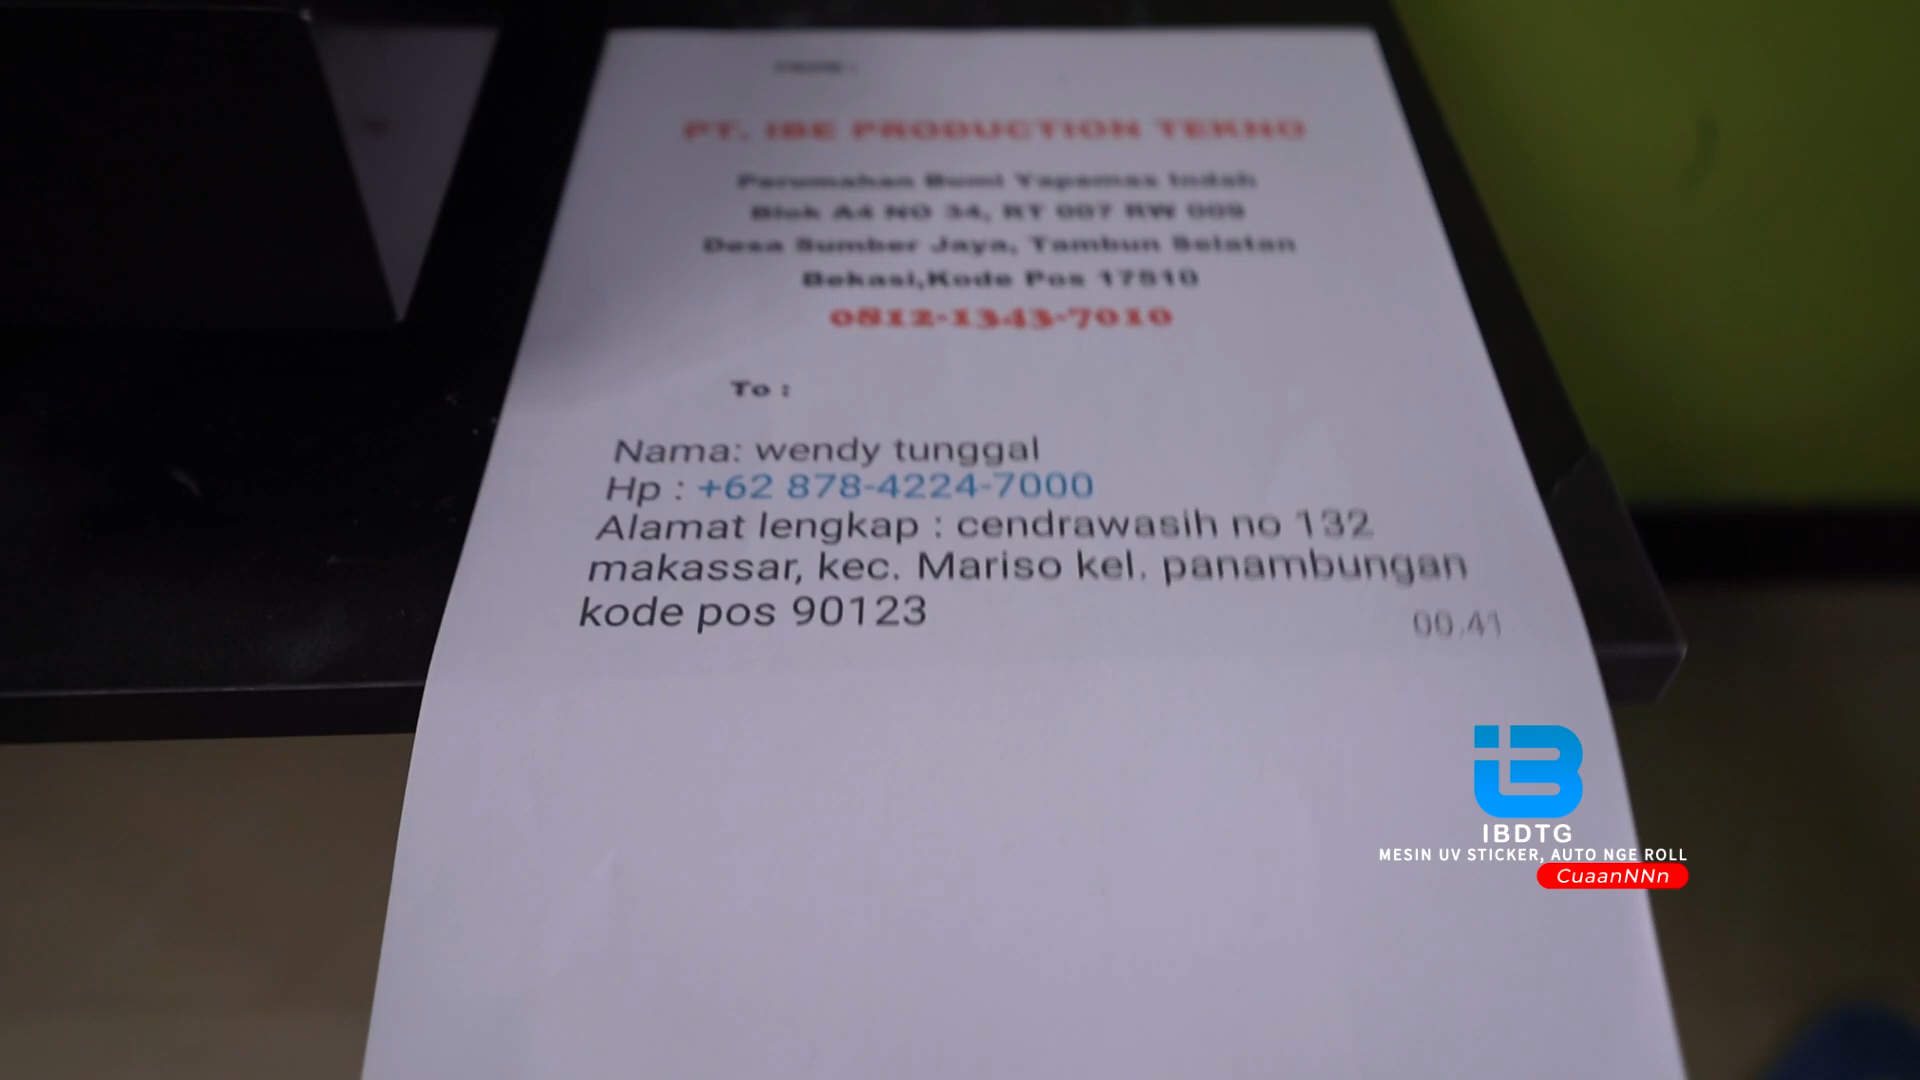 PT. IBE PRODUCTION TEKNO
Perumahan Bumi Yapemas Indah
Blok A4 NO 34, RT 007 RW 009
Desa Sumber Jaya, Tambun Selatan
Bekasi,Kode Pos 17510
0812-1343-7010
To :
Nama: wendy tunggal
Hp : +62 878-4224-7000
Alamat lengkap : cendrawasih no 132
makassar, kec. Mariso kel. panambungan
kode pos 90123
00.41
IBDTG
MESIN UV STICKER, AUTO NGE ROLL
CuaanNNn